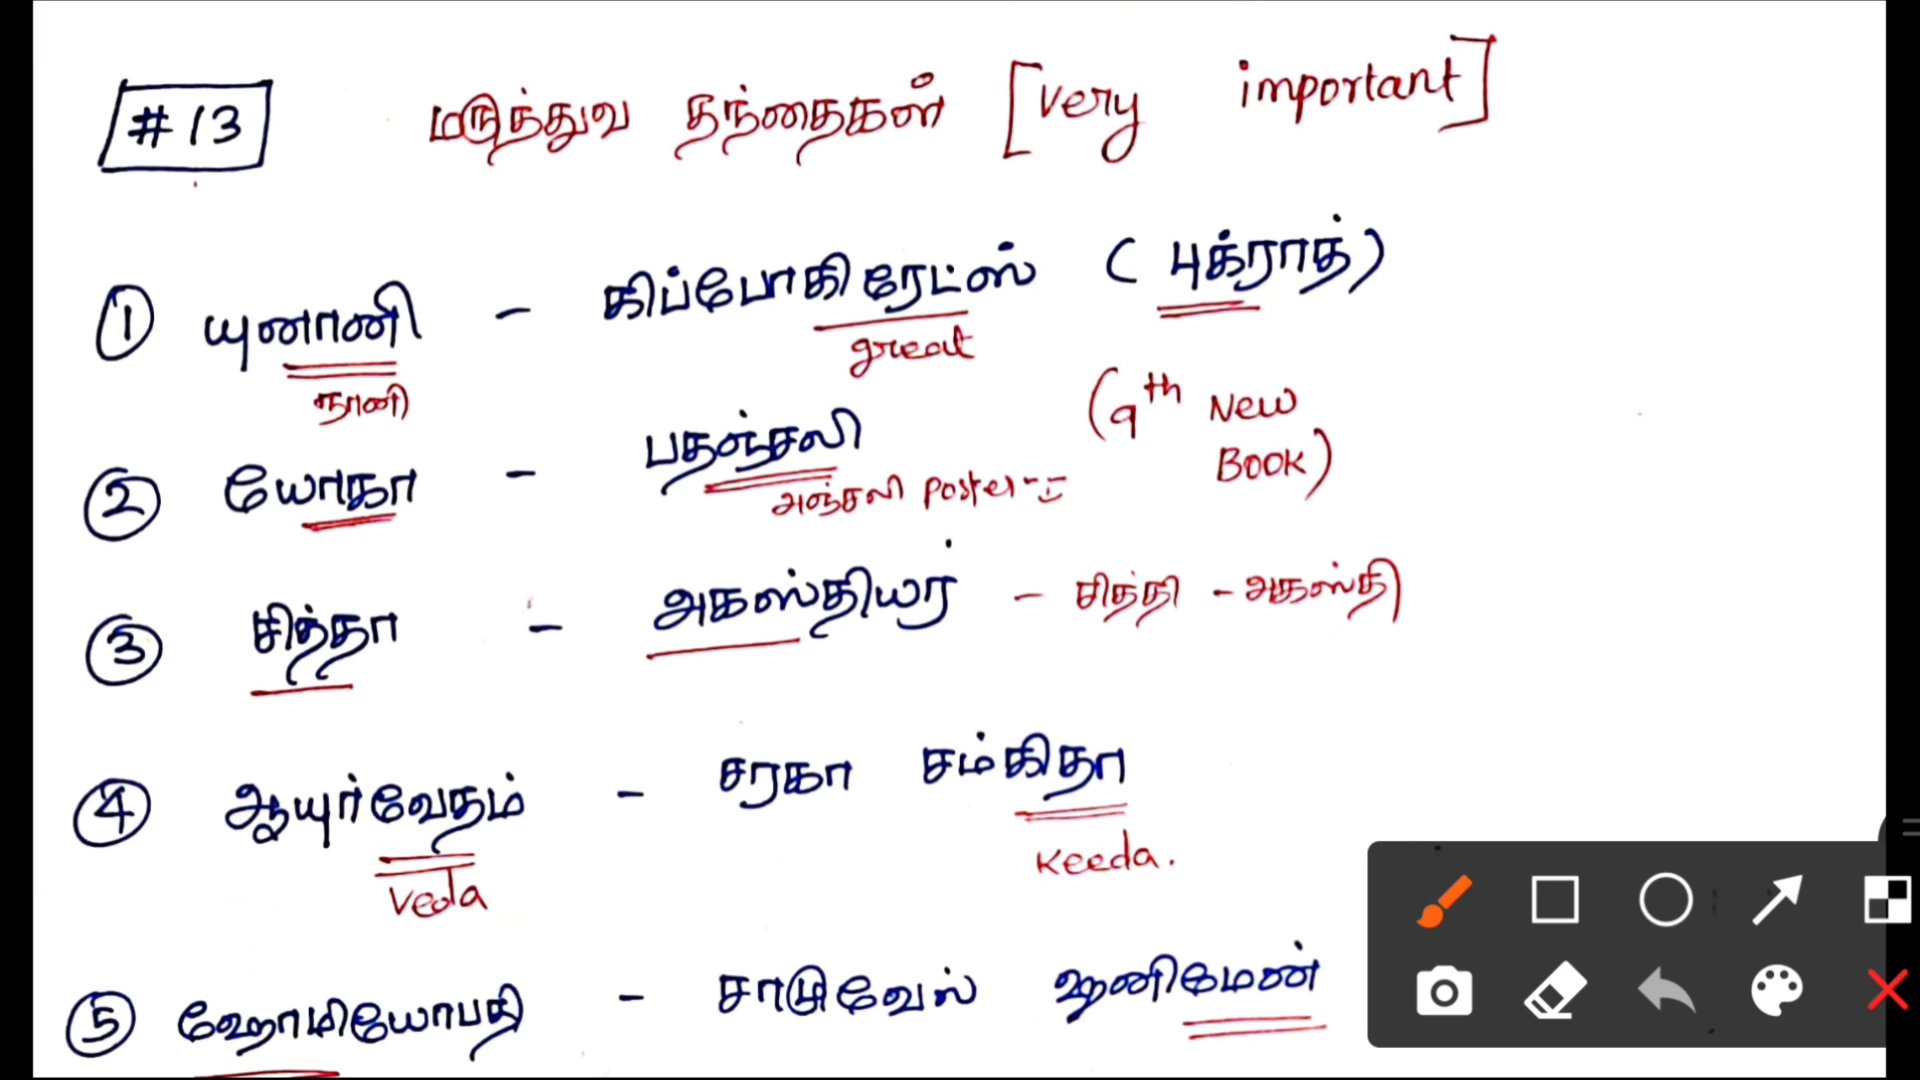 #13 மருத்துவ தந்தைகள் [very important]
① யுனானி - கிப்போகிரேட்ஸ் (புக்ராத்)
நானி great
② யோகா - பதஞ்சலி (9th New Book)
அஞ்சலி poster
③ சித்தா - அகஸ்தியர் - சித்தி - அகஸ்தி
④ ஆயுர்வேதம் - சரகா சம்கிதா
Veda Keeda.
⑤ ஹோமியோபதி - சாமுவேல் ஹனிமேன்